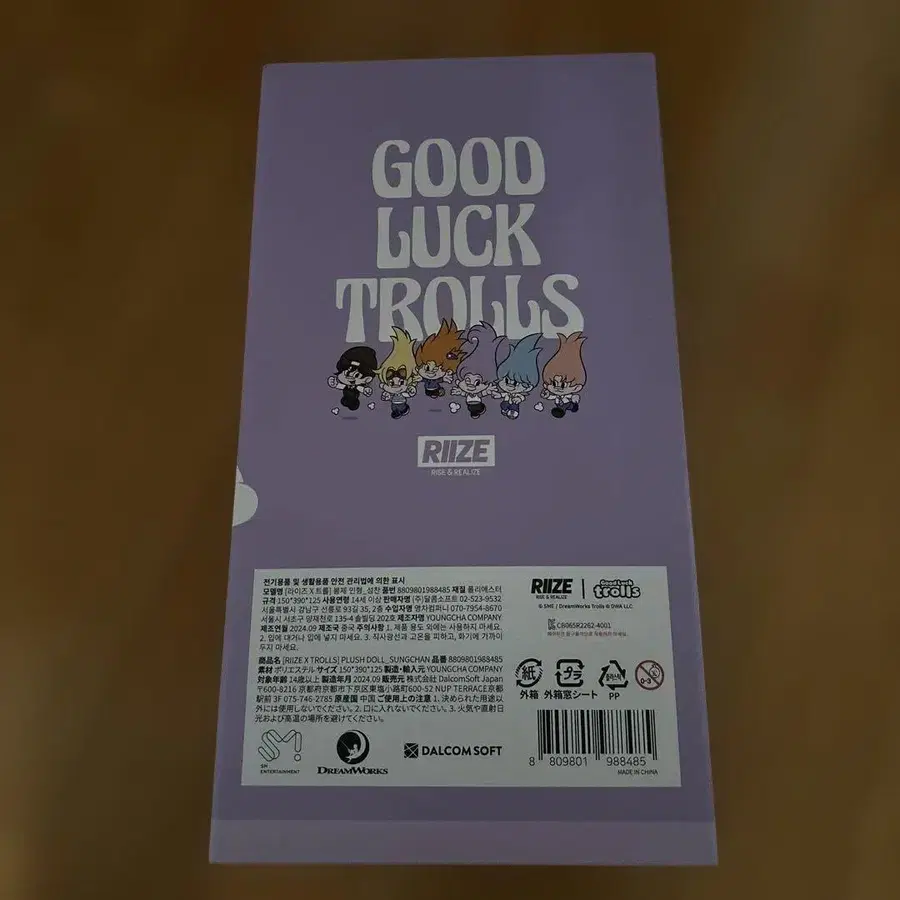 GOOD
LUCK
TROLLS
RIIZE
RISE & REALIZE
전기용품 및 생활용품 안전 관리법에 의한 표시
모델명 [라이즈 X 트롤] 봉제 인형_성찬 품번 8809801988485 재질 폴리에스터
규격 150*390*125 사용연령 14세 이상 판매자명 (주)달콤소프트 02-523-9532
서울특별시 강남구 선릉로 93길 35, 2층 수입자명 영차컴퍼니 070-7954-8670
서울시 서초구 양재천로 135-4 솔빌딩 202호 제조자명 YOUNGCHA COMPANY
제조연월 2024.09 제조국 중국 주의사항 1. 제품 용도 외에는 사용하지 마세요.
2. 입에 대거나 입에 넣지 마세요. 3. 직사광선과 고온을 피하고, 화기에 가까이
두지 마세요.
商品名 [RIIZE X TROLLS] PLUSH DOLL_SUNGCHAN 品番 8809801988485
素材 ポリエステル サイズ 150*390*125 製造・輸入元 YOUNGCHA COMPANY
対象年齢 14歳以上 製造年月 2024.09 販売元 株式会社 DalcomSoft Japan
〒600-8216 京都府京都市下京区東塩小路町600-52 NUP TERRACE京都
駅前 3F 075-746-2785 原産国 中国 ご使用上の注意 1. 決められた用途以
外には使用しないでください。 2. 口に入れないでください。 3. 火気や直射日
光および高温の場所を避けてください。
RIIZE
RISE & REALIZE
Good Luck
trolls
© SME / DreamWorks Trolls © DWA LLC
CB065R2262-4001
紙
外箱
プラ
外箱窓シート
플라스틱
PP
0-3
SM
ENTERTAINMENT
DREAMWORKS
DALCOMSOFT
8 809801 988485
MADE IN CHINA